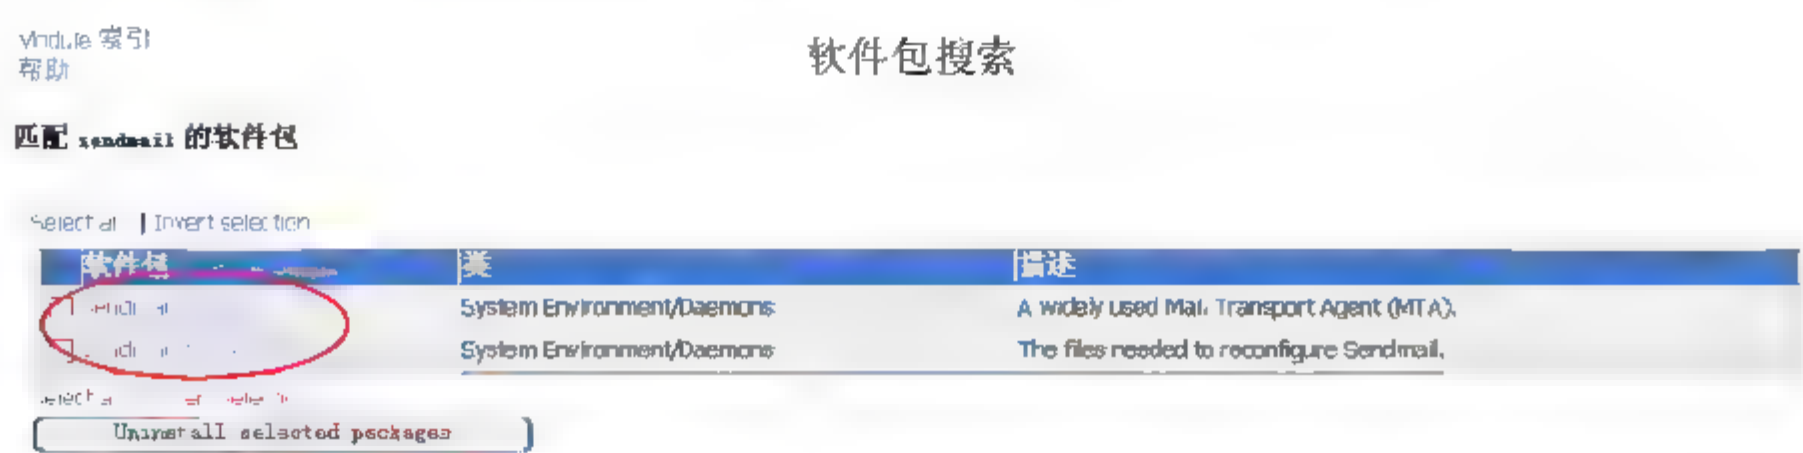 Module 索引
帮助
软件包搜索
匹配 sendmail 的软件包
Select all | Invert selection
软件包 类 描述
System Environment/Daemons A widely used Mail Transport Agent (MTA).
System Environment/Daemons The files needed to reconfigure Sendmail.
Uninstall selected packages